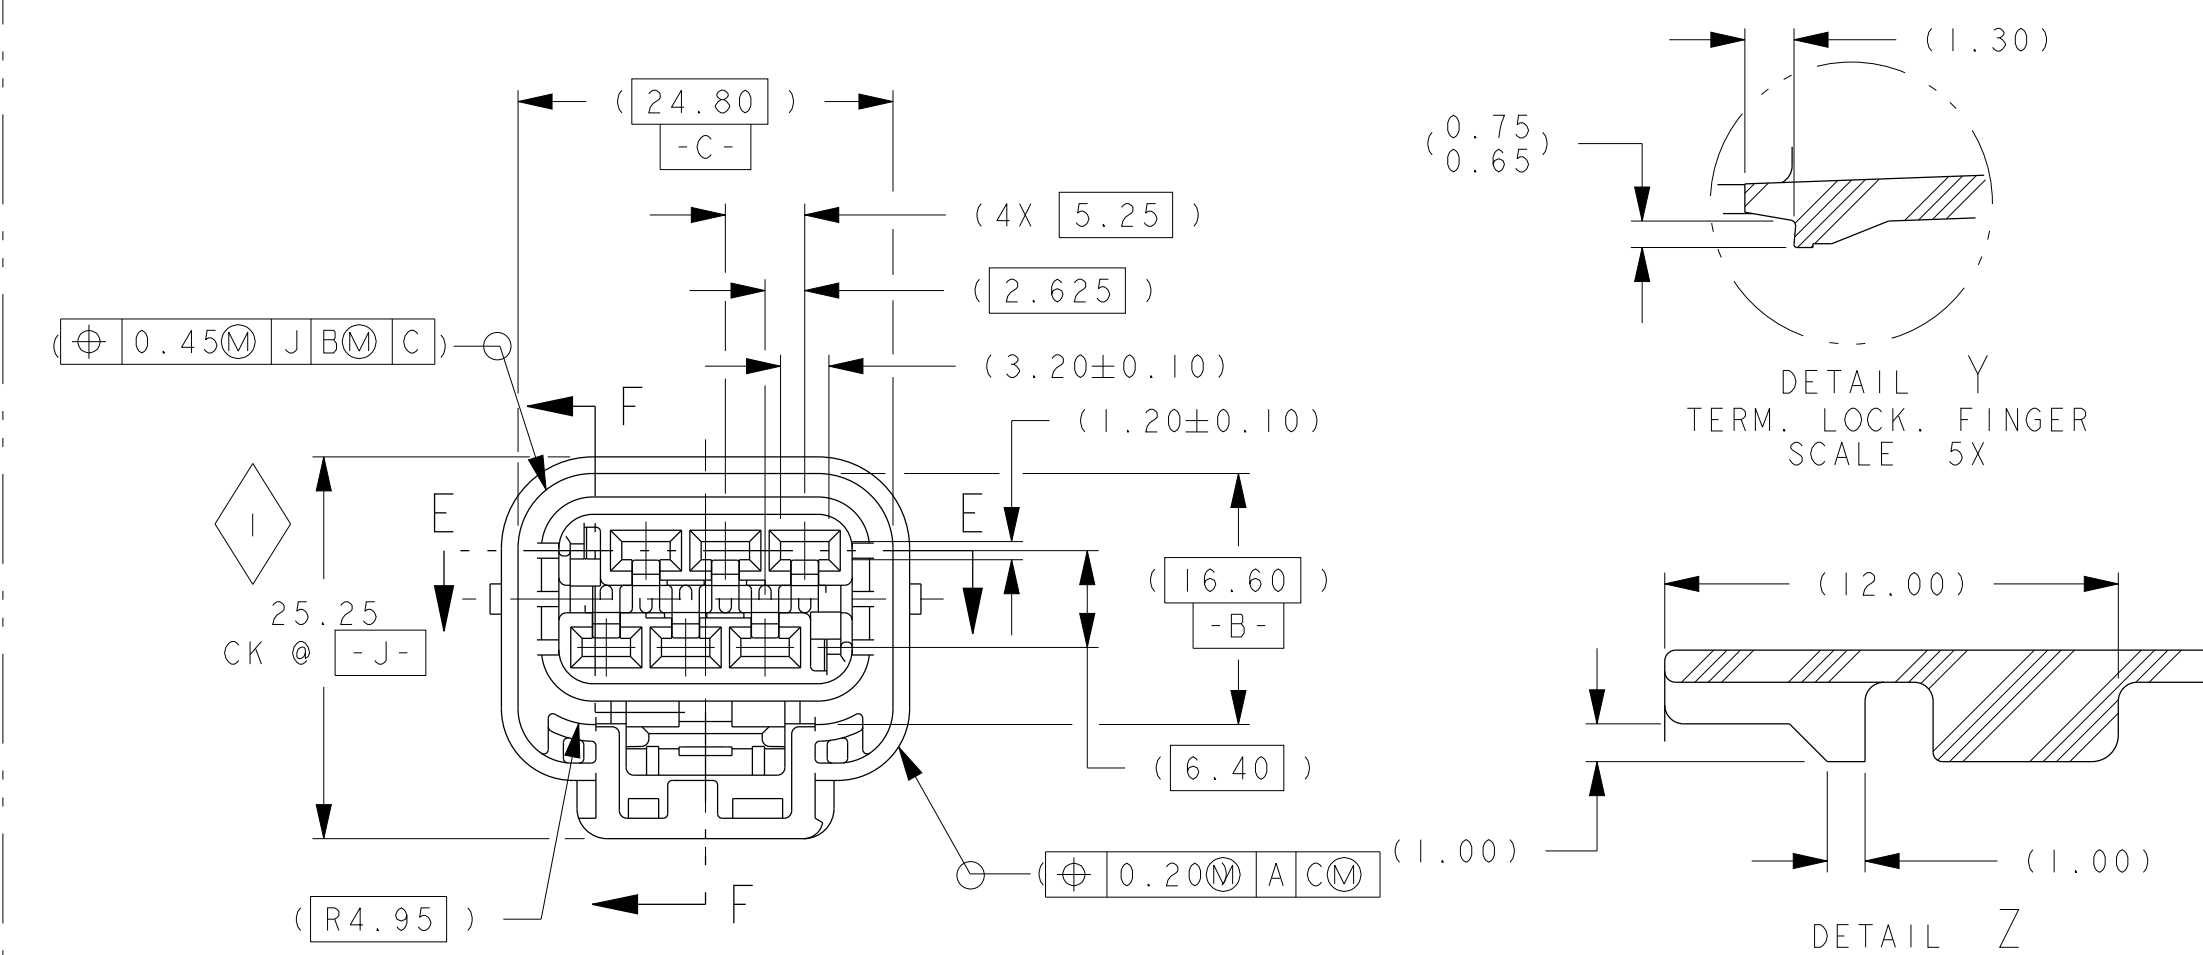 ( 24.80 )
-C-
(4X 5.25 )
( 2.625 )
(3.20±0.10)
(1.20±0.10)
(⌖ 0.45Ⓜ J BⓂ C)
F
E
E
1
25.25
CK @ -J-
( 16.60 )
-B-
( 6.40 )
(⌖ 0.20Ⓜ) A CⓂ
( R4.95 )
F
(1.30)
(0.75
0.65)
DETAIL Y
TERM. LOCK. FINGER
SCALE 5X
(12.00)
(1.00)
(1.00)
DETAIL Z